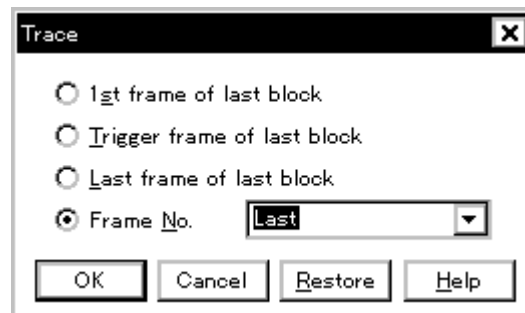 Trace
1st frame of last block
Trigger frame of last block
Last frame of last block
Frame No. Last
OK Cancel Restore Help